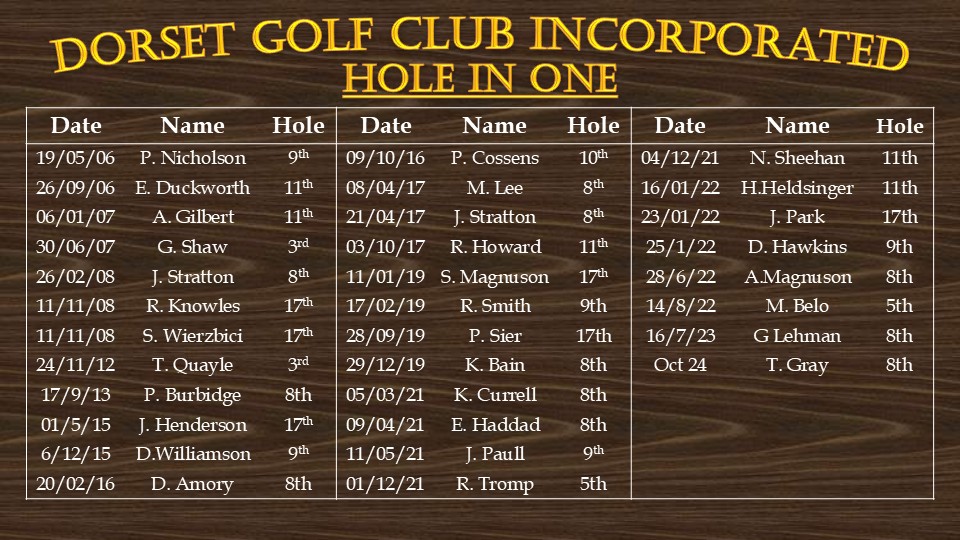 DORSET GOLF CLUB INCORPORATED
HOLE IN ONE
Date Name Hole Date Name Hole Date Name Hole
19/05/06 P. Nicholson 9th 09/10/16 P. Cossens 10th 04/12/21 N. Sheehan 11th
26/09/06 E. Duckworth 11th 08/04/17 M. Lee 8th 16/01/22 H.Heldsinger 11th
06/01/07 A. Gilbert 11th 21/04/17 J. Stratton 8th 23/01/22 J. Park 17th
30/06/07 G. Shaw 3rd 03/10/17 R. Howard 11th 25/1/22 D. Hawkins 9th
26/02/08 J. Stratton 8th 11/01/19 S. Magnuson 17th 28/6/22 A.Magnuson 8th
11/11/08 R. Knowles 17th 17/02/19 R. Smith 9th 14/8/22 M. Belo 5th
11/11/08 S. Wierzbici 17th 28/09/19 P. Sier 17th 16/7/23 G Lehman 8th
24/11/12 T. Quayle 3rd 29/12/19 K. Bain 8th Oct 24 T. Gray 8th
17/9/13 P. Burbidge 8th 05/03/21 K. Currell 8th
01/5/15 J. Henderson 17th 09/04/21 E. Haddad 8th
6/12/15 D.Williamson 9th 11/05/21 J. Paull 9th
20/02/16 D. Amory 8th 01/12/21 R. Tromp 5th